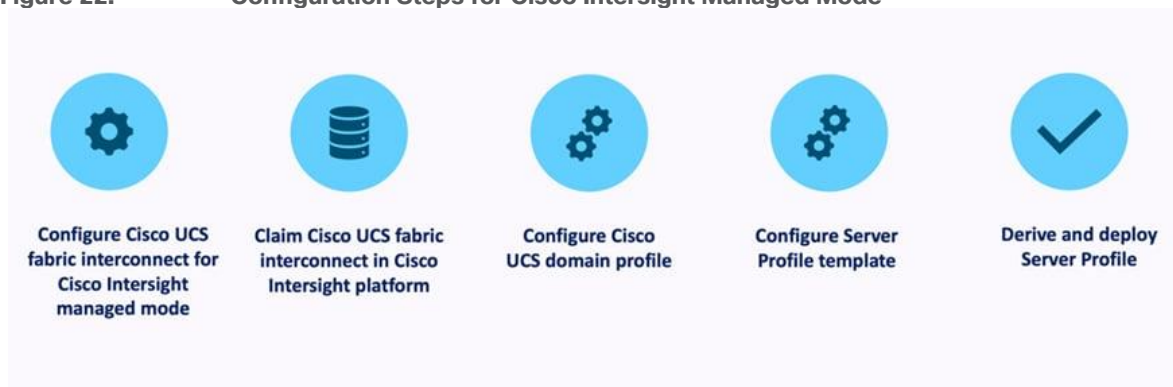 Figure 22. Configuration Steps for Cisco Intersight Managed Mode
Configure Cisco UCS
fabric interconnect for
Cisco Intersight
managed mode
Claim Cisco UCS fabric
interconnect in Cisco
Intersight platform
Configure Cisco
UCS domain profile
Configure Server
Profile template
Derive and deploy
Server Profile